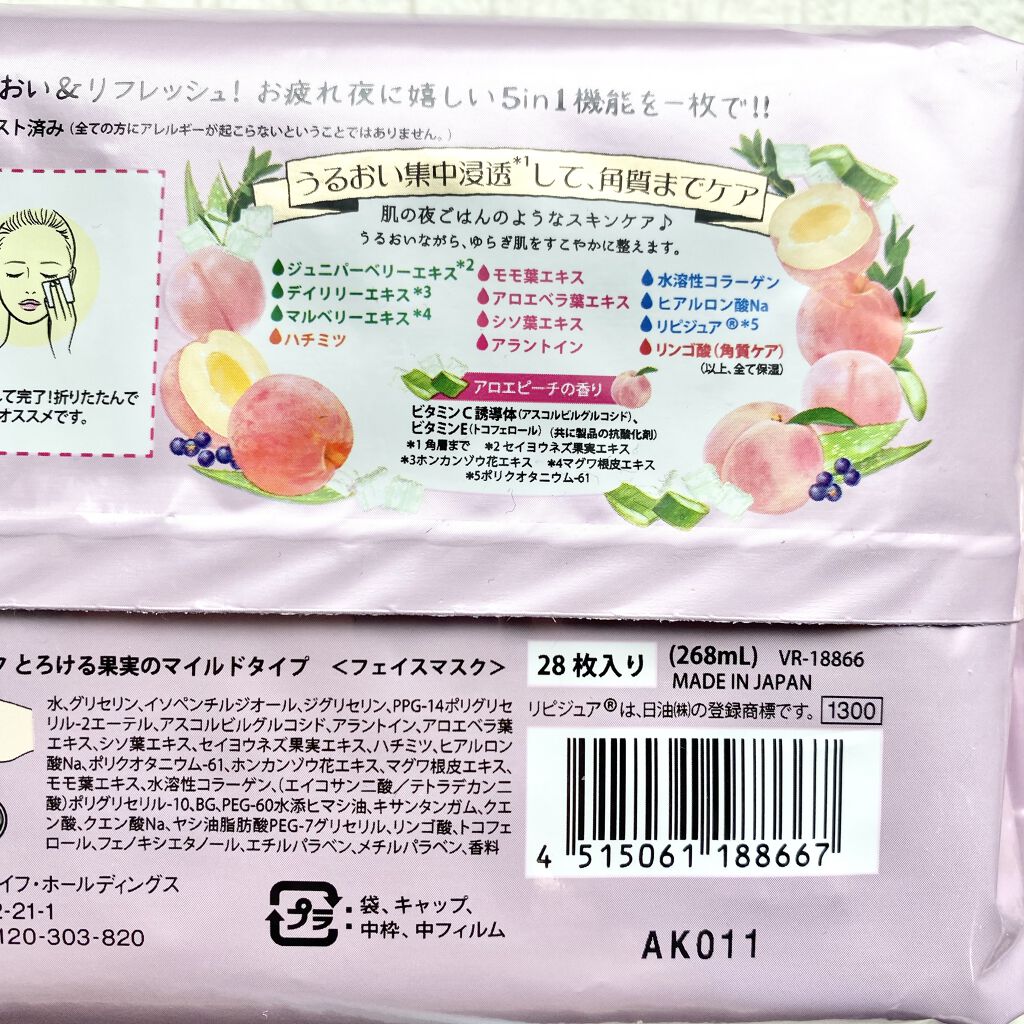 おい&リフレッシュ! お疲れ夜に嬉しい5in1機能を一枚で!!
スト済み (全ての方にアレルギーが起こらないということではありません。)
うるおい集中浸透*1して、角質までケア
肌の夜ごはんのようなスキンケア♪
うるおいながら、ゆらぎ肌をすこやかに整えます。
ジュニパーベリーエキス*2
デイリリーエキス*3
マルベリーエキス*4
ハチミツ
モモ葉エキス
アロエベラ葉エキス
シソ葉エキス
アラントイン
水溶性コラーゲン
ヒアルロン酸Na
リピジュア®*5
リンゴ酸(角質ケア)
(以上、全て保湿)
アロエピーチの香り
ビタミンC誘導体(アスコルビルグルコシド)、
ビタミンE(トコフェロール) (共に製品の抗酸化剤)
*1 角層まで *2セイヨウネズ果実エキス
*3ホンカンゾウ花エキス *4マグワ根皮エキス
*5ポリクオタニウム-61
して完了!折りたたんで
オススメです。
ク とろける果実のマイルドタイプ <フェイスマスク>
水、グリセリン、イソペンチルジオール、ジグリセリン、PPG-14ポリグリセ
リル-2エーテル、アスコルビルグルコシド、アラントイン、アロエベラ葉
エキス、シソ葉エキス、セイヨウネズ果実エキス、ハチミツ、ヒアルロン
酸Na、ポリクオタニウム-61、ホンカンゾウ花エキス、マグワ根皮エキス、
モモ葉エキス、水溶性コラーゲン、(エイコサン二酸/テトラデカン二
酸)ポリグリセリル-10、BG、PEG-60水添ヒマシ油、キサンタンガム、クエ
ン酸、クエン酸Na、ヤシ油脂肪酸PEG-7グリセリル、リンゴ酸、トコフェ
ロール、フェノキシエタノール、エチルパラベン、メチルパラベン、香料
28枚入り (268mL) VR-18866
MADE IN JAPAN
リピジュア®は、日油㈱の登録商標です。 1300
4 515061 188667
イフ・ホールディングス
2-21-1
120-303-820
プラ : 袋、キャップ、
中枠、中フィルム
AK011